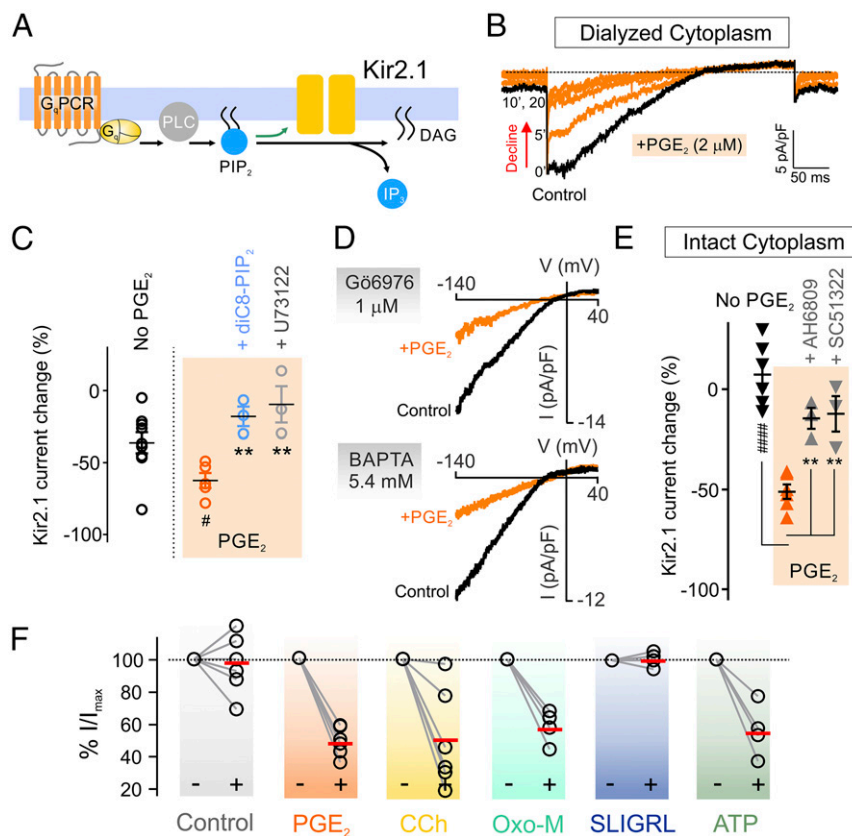 A
GqPCR
Gq
PLC
PIP2
Kir2.1
DAG
IP3
B
Dialyzed Cytoplasm
10', 20'
5'
0'
Decline
Control
+PGE2 (2 μM)
5 pA/pF
50 ms
C
Kir2.1 current change (%)
0
-50
-100
No PGE2
+ diC8-PIP2
+ U73122
#
**
**
PGE2
D
Gö6976
1 μM
-140
V (mV)
40
+PGE2
Control
I (pA/pF)
-14
BAPTA
5.4 mM
-140
V (mV)
40
+PGE2
Control
I (pA/pF)
-12
E
Intact Cytoplasm
No PGE2
+ AH6809
+ SC51322
Kir2.1 current change (%)
0
-50
-100
####
**
**
PGE2
F
% I/Imax
100
80
60
40
20
- +
- +
- +
- +
- +
- +
Control
PGE2
CCh
Oxo-M
SLIGRL
ATP